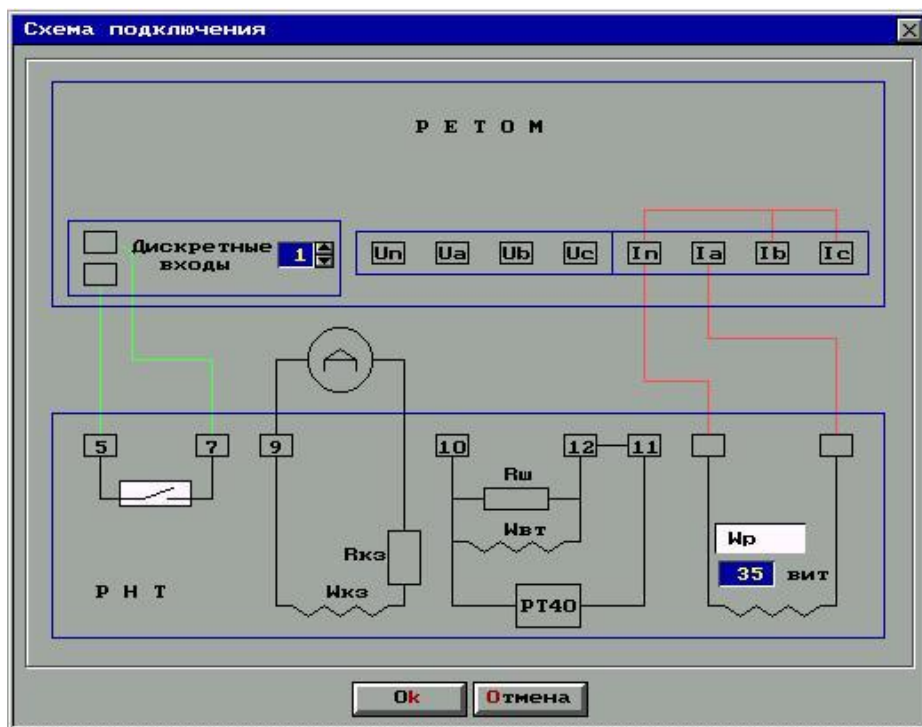 Схема подключения
Р Е Т О М
Дискретные
входы
1
Un Ua Ub Uc In Ia Ib Ic
5 7 9 10 12 11
Rш
Wвт
Wр
Rкз
35 вит
Р Н Т
Wкз
РТ40
Ok Отмена